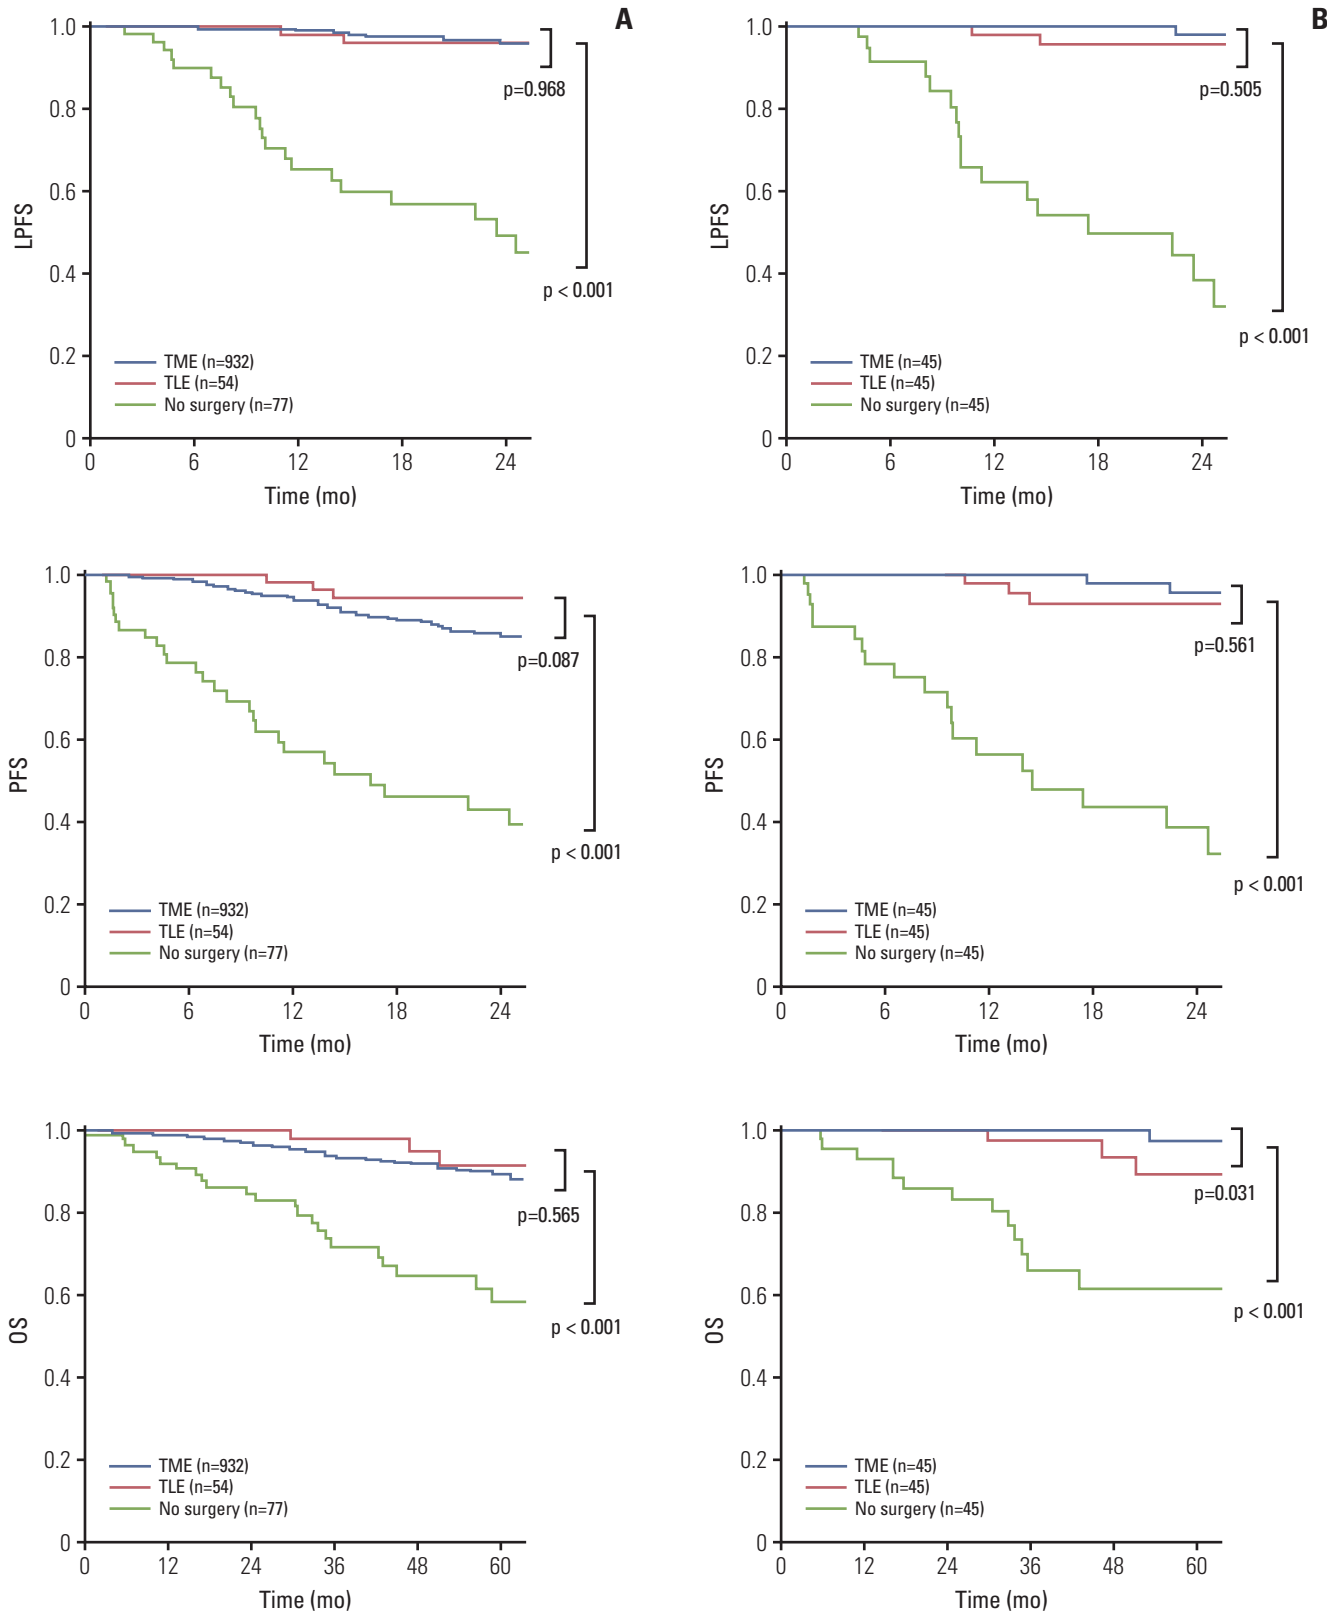 A
1.0
0.8
0.6
0.4
0.2
0
LPFS
p=0.968
p < 0.001
TME (n=932)
TLE (n=54)
No surgery (n=77)
0 6 12 18 24
Time (mo)
B
1.0
0.8
0.6
0.4
0.2
0
LPFS
p=0.505
p < 0.001
TME (n=45)
TLE (n=45)
No surgery (n=45)
0 6 12 18 24
Time (mo)
1.0
0.8
0.6
0.4
0.2
0
PFS
p=0.087
p < 0.001
TME (n=932)
TLE (n=54)
No surgery (n=77)
0 6 12 18 24
Time (mo)
1.0
0.8
0.6
0.4
0.2
0
PFS
p=0.561
p < 0.001
TME (n=45)
TLE (n=45)
No surgery (n=45)
0 6 12 18 24
Time (mo)
1.0
0.8
0.6
0.4
0.2
0
OS
p=0.565
p < 0.001
TME (n=932)
TLE (n=54)
No surgery (n=77)
0 12 24 36 48 60
Time (mo)
1.0
0.8
0.6
0.4
0.2
0
OS
p=0.031
p < 0.001
TME (n=45)
TLE (n=45)
No surgery (n=45)
0 12 24 36 48 60
Time (mo)